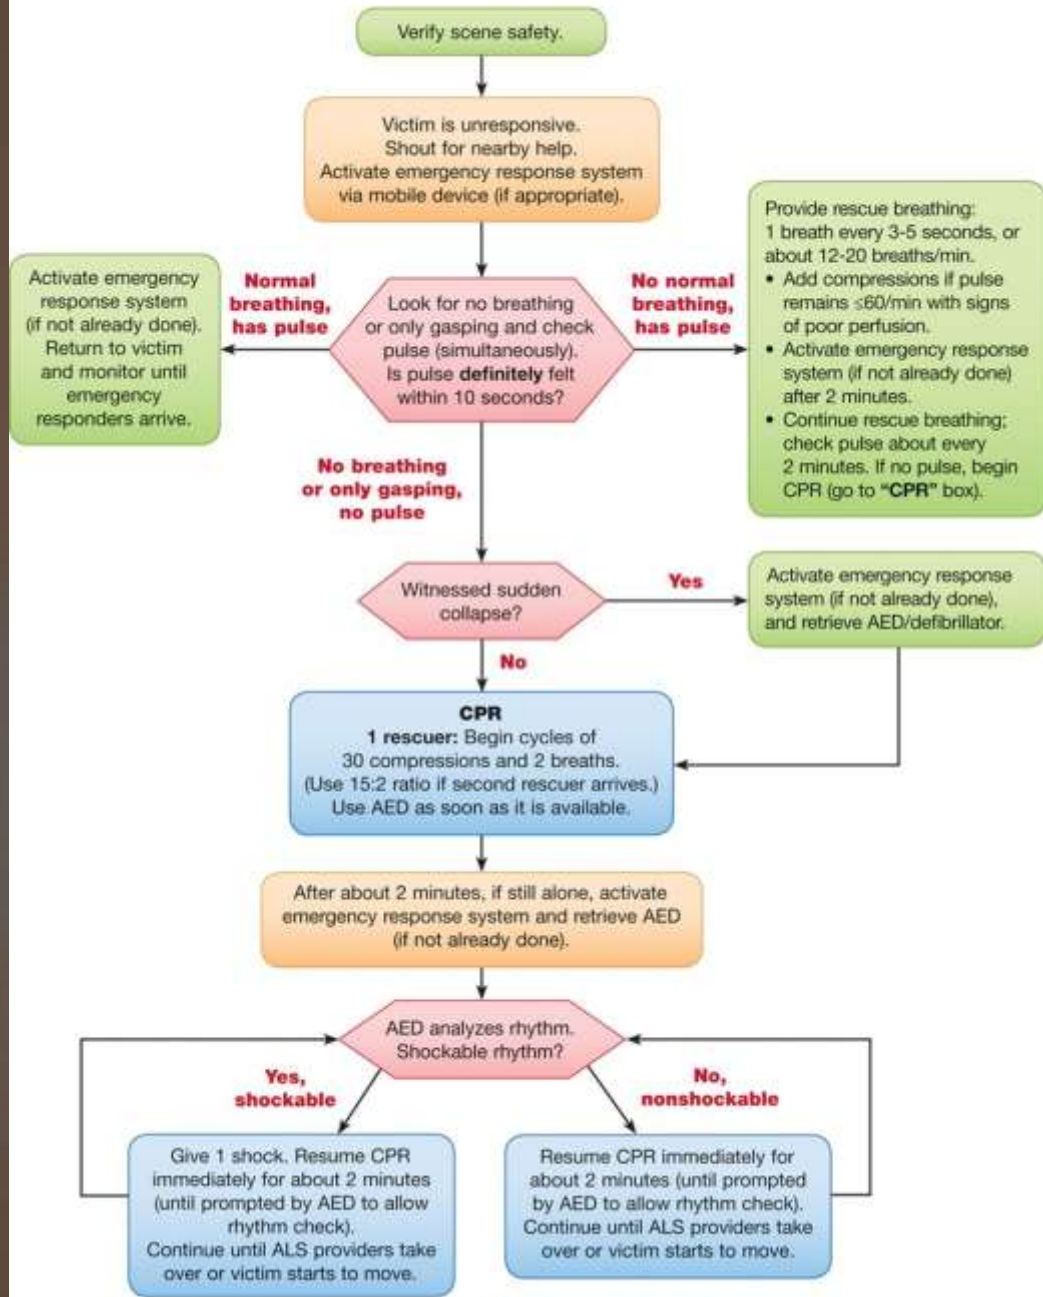 Verify scene safety.
Victim is unresponsive.
Shout for nearby help.
Activate emergency response system
via mobile device (if appropriate).
Activate emergency
response system
(if not already done).
Return to victim
and monitor until
emergency
responders arrive.
Normal
breathing,
has pulse
Look for no breathing
or only gasping and check
pulse (simultaneously).
Is pulse definitely felt
within 10 seconds?
No normal
breathing,
has pulse
Provide rescue breathing:
1 breath every 3-5 seconds, or
about 12-20 breaths/min.
• Add compressions if pulse
remains ≤60/min with signs
of poor perfusion.
• Activate emergency response
system (if not already done)
after 2 minutes.
• Continue rescue breathing;
check pulse about every
2 minutes. If no pulse, begin
CPR (go to "CPR" box).
No breathing
or only gasping,
no pulse
Witnessed sudden
collapse?
Yes
Activate emergency response
system (if not already done),
and retrieve AED/defibrillator.
No
CPR
1 rescuer: Begin cycles of
30 compressions and 2 breaths.
(Use 15:2 ratio if second rescuer arrives.)
Use AED as soon as it is available.
After about 2 minutes, if still alone, activate
emergency response system and retrieve AED
(if not already done).
AED analyzes rhythm.
Shockable rhythm?
Yes,
shockable
No,
nonshockable
Give 1 shock. Resume CPR
immediately for about 2 minutes
(until prompted by AED to allow
rhythm check).
Continue until ALS providers take
over or victim starts to move.
Resume CPR immediately for
about 2 minutes (until prompted
by AED to allow rhythm check).
Continue until ALS providers take
over or victim starts to move.